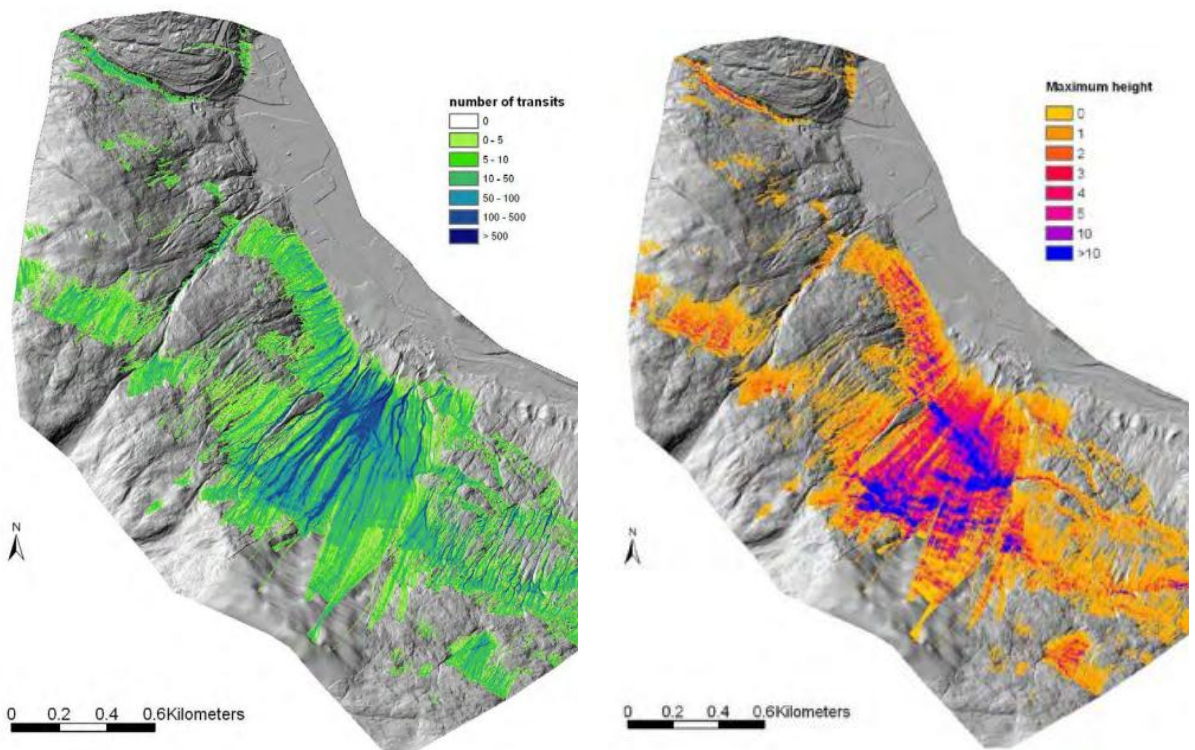 number of transits
0
0 - 5
5 - 10
10 - 50
50 - 100
100 - 500
> 500
N
0 0.2 0.4 0.6Kilometers
Maximum height
0
1
2
3
4
5
10
>10
N
0 0.2 0.4 0.6Kilometers